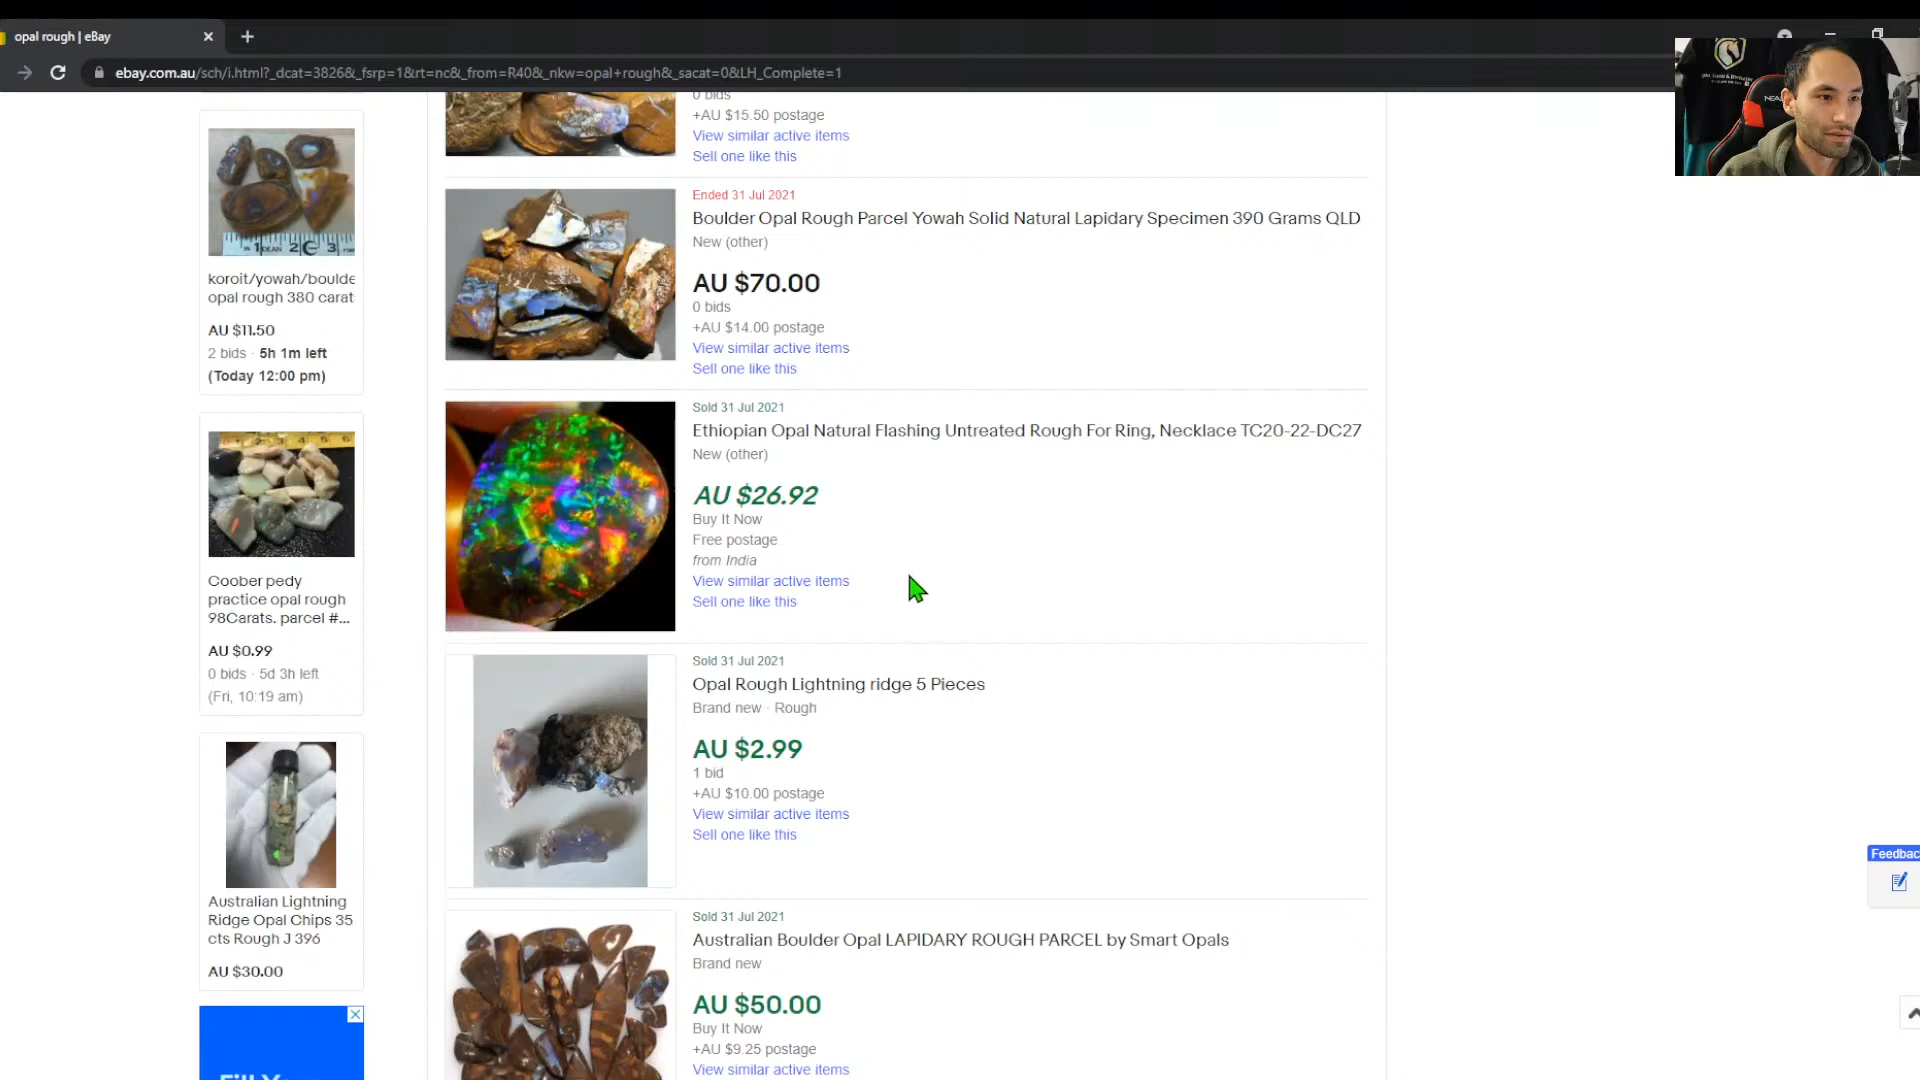 opal rough | eBay
ebay.com.au/sch/i.html?_dcat=3826&_fsrp=1&rt=nc&_from=R40&_nkw=opal+rough&_sacat=0&LH_Complete=1
koroit/yowah/boulde
opal rough 380 carat
AU $11.50
2 bids · 5h 1m left
(Today 12:00 pm)
Coober pedy
practice opal rough
98Carats. parcel #...
AU $0.99
0 bids · 5d 3h left
(Fri, 10:19 am)
Australian Lightning
Ridge Opal Chips 35
cts Rough J 396
AU $30.00
0 bids
+AU $15.50 postage
View similar active items
Sell one like this
Ended 31 Jul 2021
Boulder Opal Rough Parcel Yowah Solid Natural Lapidary Specimen 390 Grams QLD
New (other)
AU $70.00
0 bids
+AU $14.00 postage
View similar active items
Sell one like this
Sold 31 Jul 2021
Ethiopian Opal Natural Flashing Untreated Rough For Ring, Necklace TC20-22-DC27
New (other)
AU $26.92
Buy It Now
Free postage
from India
View similar active items
Sell one like this
Sold 31 Jul 2021
Opal Rough Lightning ridge 5 Pieces
Brand new · Rough
AU $2.99
1 bid
+AU $10.00 postage
View similar active items
Sell one like this
Sold 31 Jul 2021
Australian Boulder Opal LAPIDARY ROUGH PARCEL by Smart Opals
Brand new
AU $50.00
Buy It Now
+AU $9.25 postage
View similar active items
Feedbac